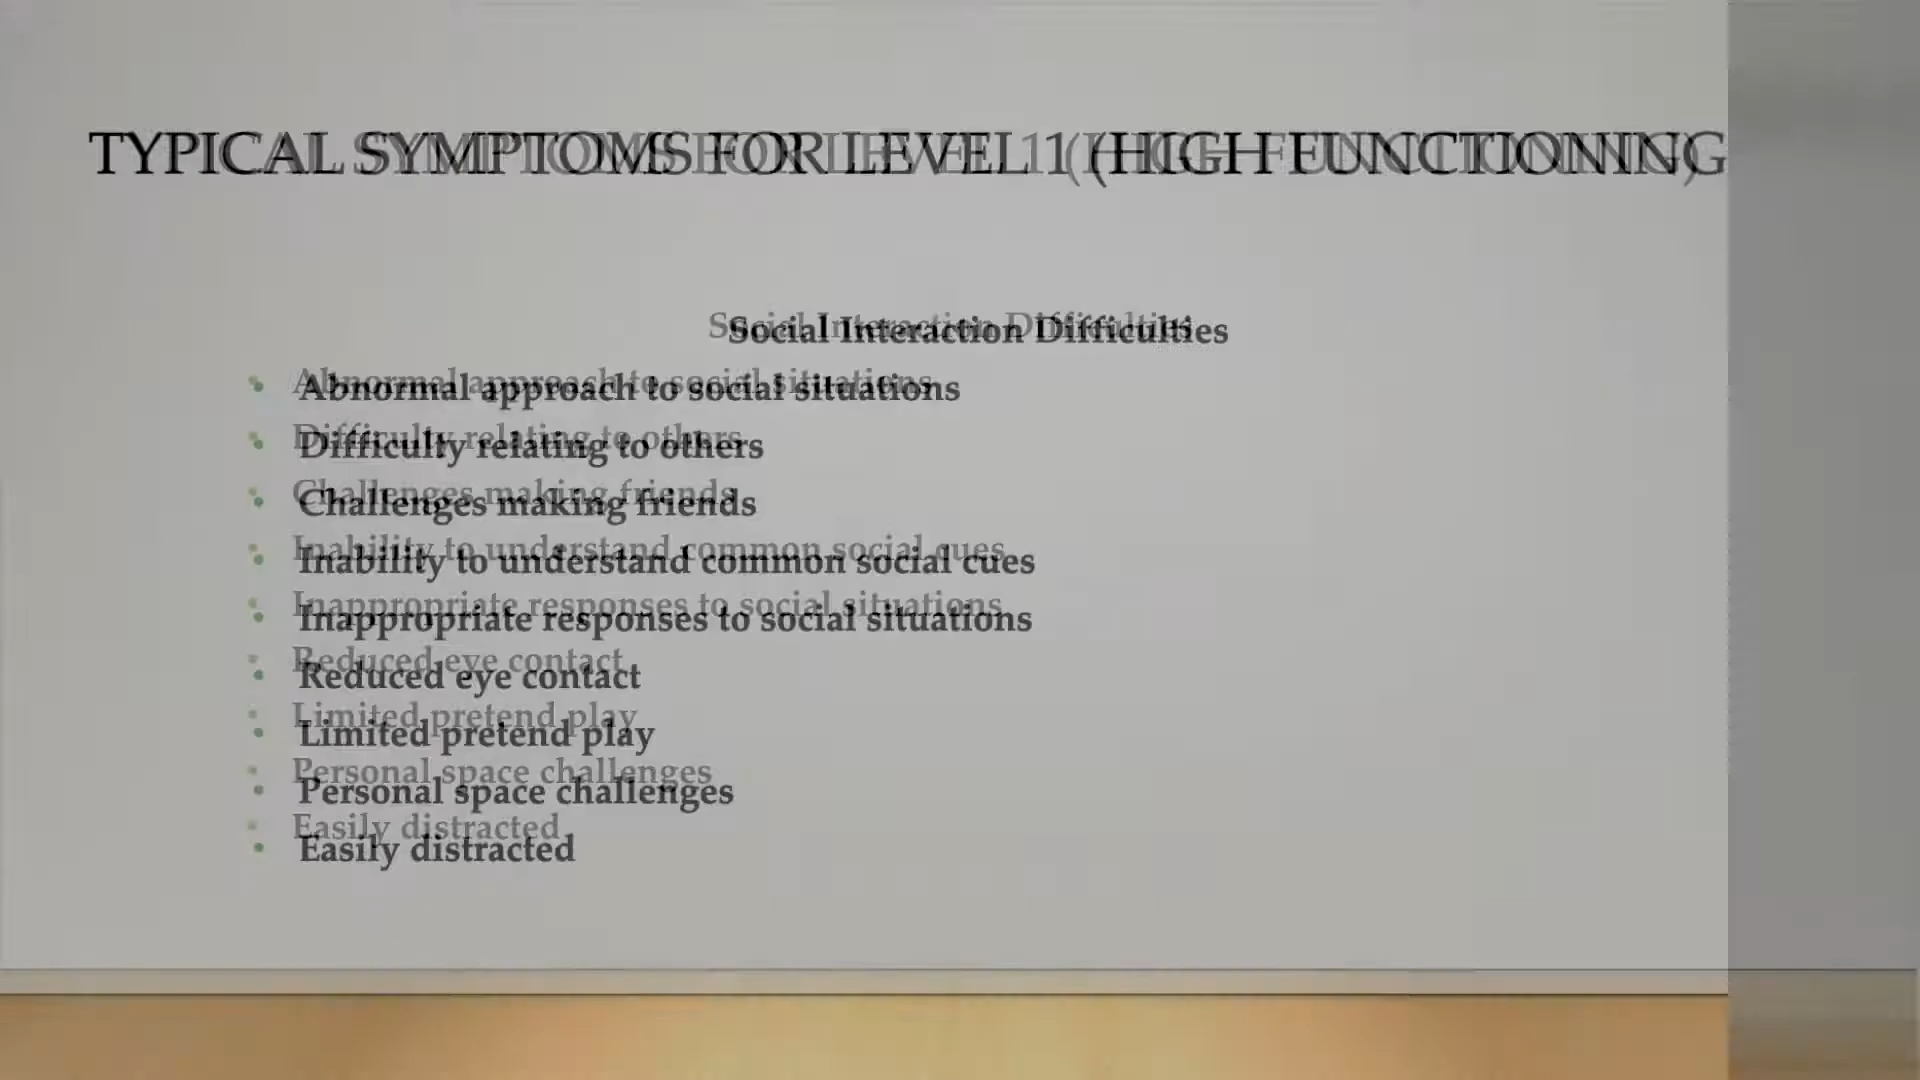 TYPICAL SYMPTOMS FOR LEVEL 1 (HIGH FUNCTIONING)
Social Interaction Difficulties
• Abnormal approach to social situations
• Difficulty relating to others
• Challenges making friends
• Inability to understand common social cues
• Inappropriate responses to social situations
• Reduced eye contact
• Limited pretend play
• Personal space challenges
• Easily distracted